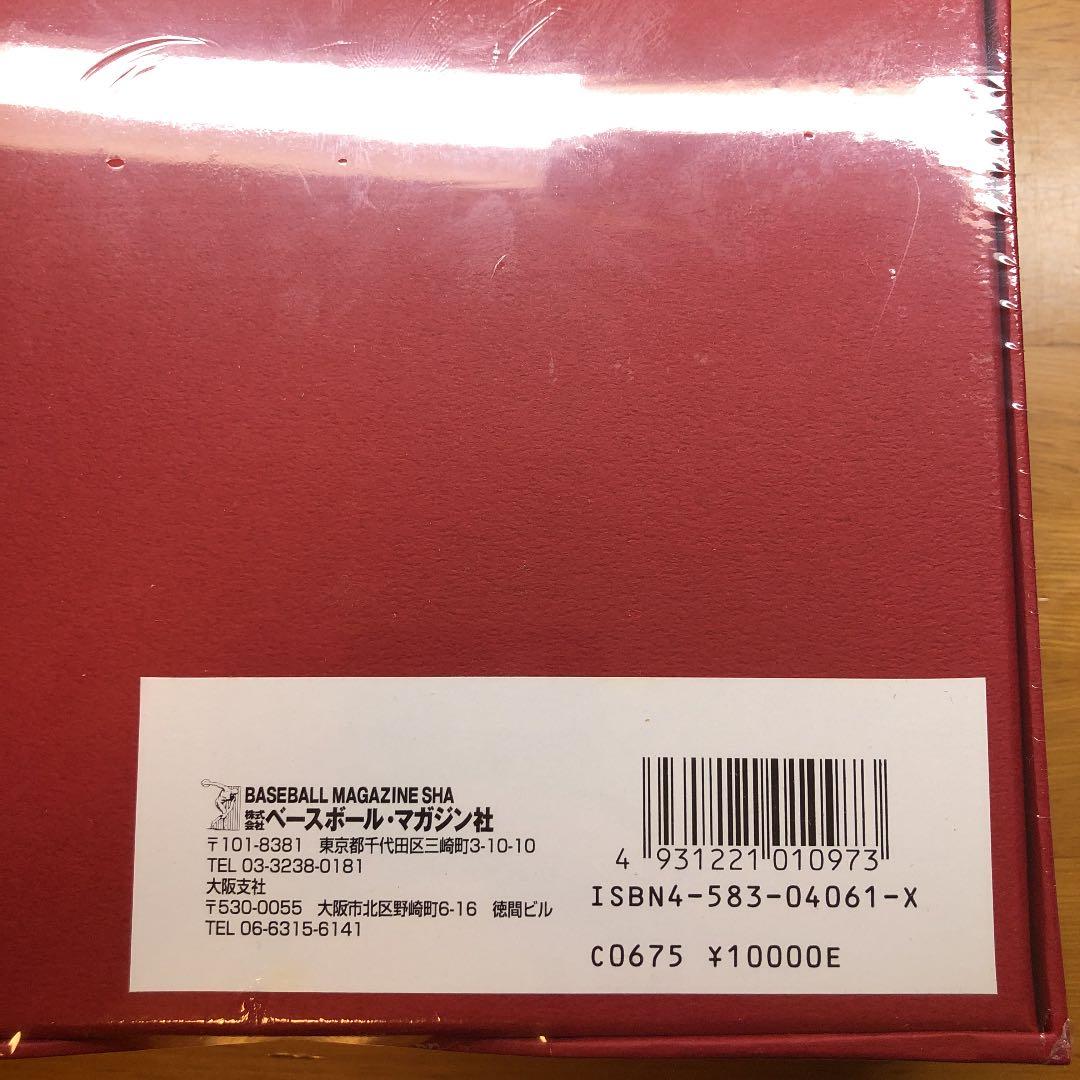 BASEBALL MAGAZINE SHA
株式会社ベースボール・マガジン社
〒101-8381 東京都千代田区三崎町3-10-10
TEL 03-3238-0181
大阪支社
〒530-0055 大阪市北区野崎町6-16 徳間ビル
TEL 06-6315-6141
4 931221 010973
ISBN4-583-04061-X
C0675 ¥10000E